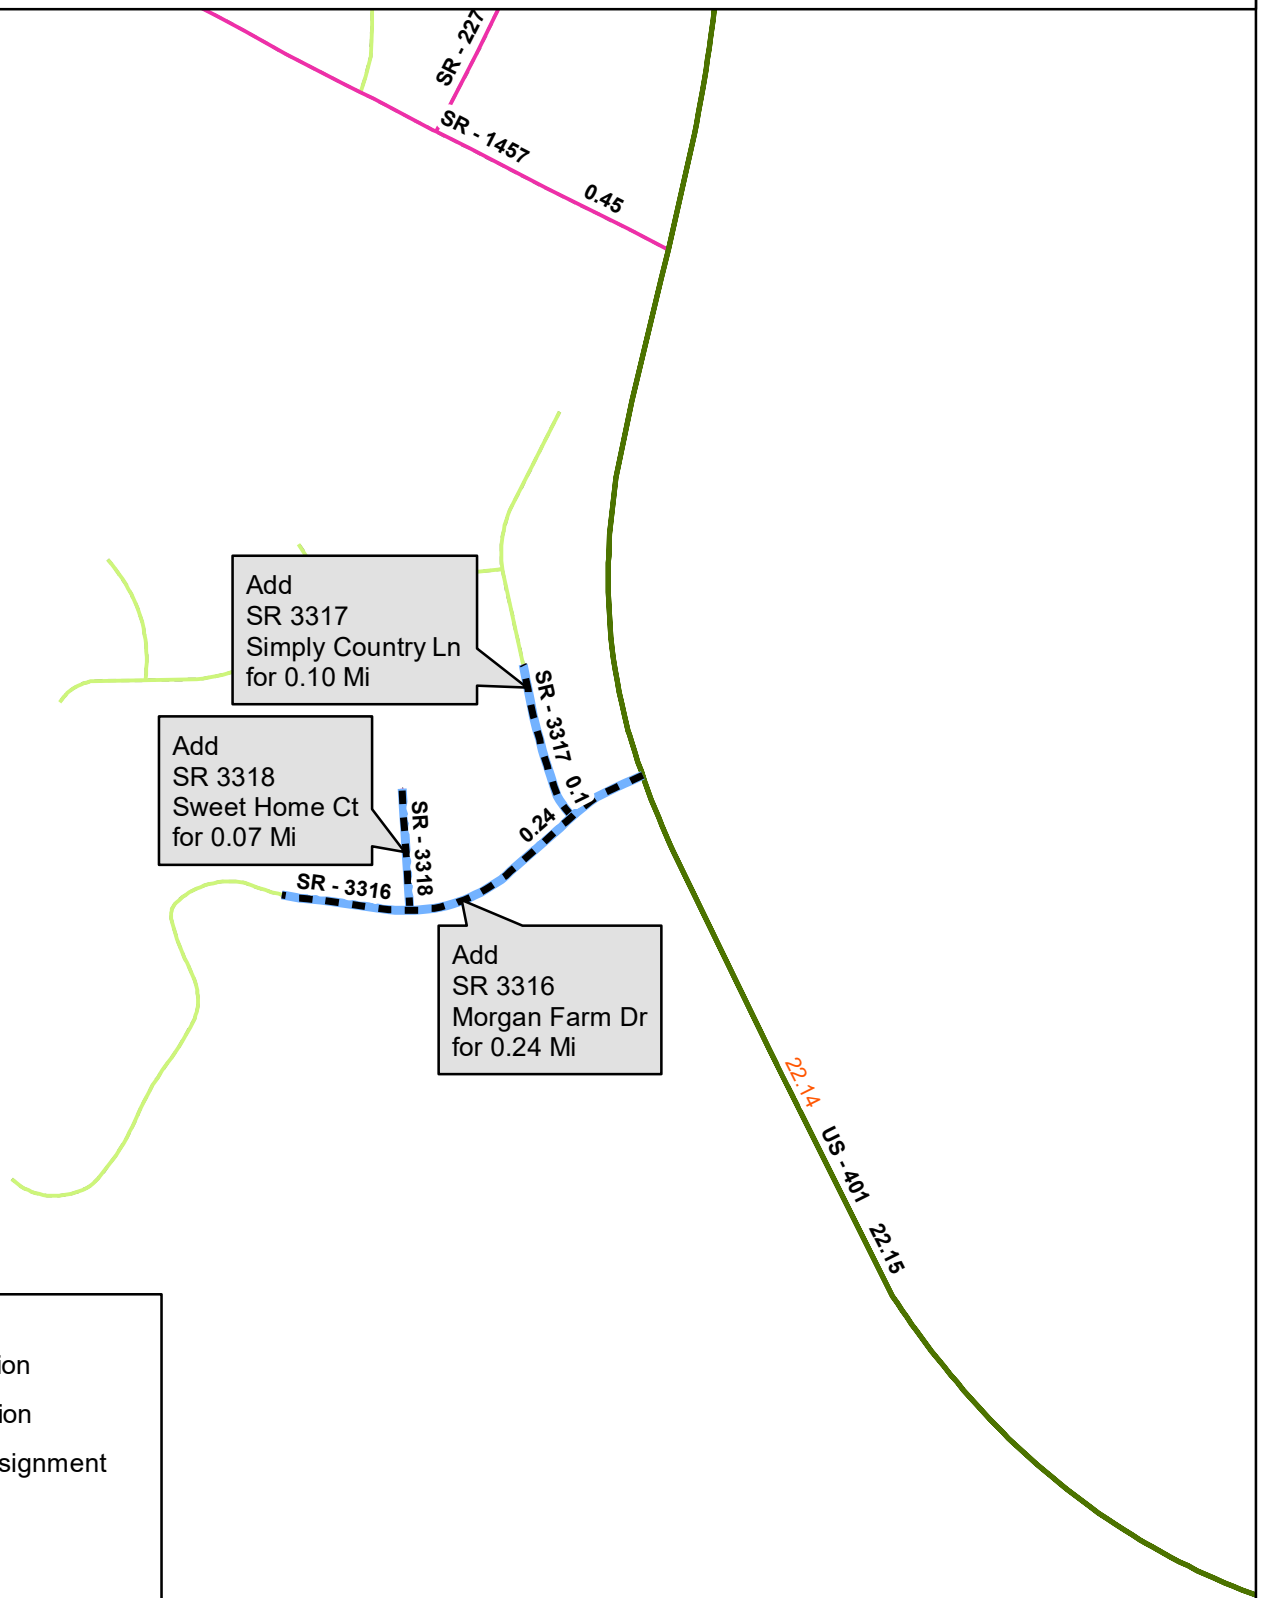 SR - 227
SR - 1457
0.45
Add
SR 3317
Simply Country Ln
for 0.10 Mi
SR - 3317
0.1
Add
SR 3318
Sweet Home Ct
for 0.07 Mi
SR - 3318
0.24
SR - 3316
Add
SR 3316
Morgan Farm Dr
for 0.24 Mi
22.14
US - 401
22.15
ion
ion
signment